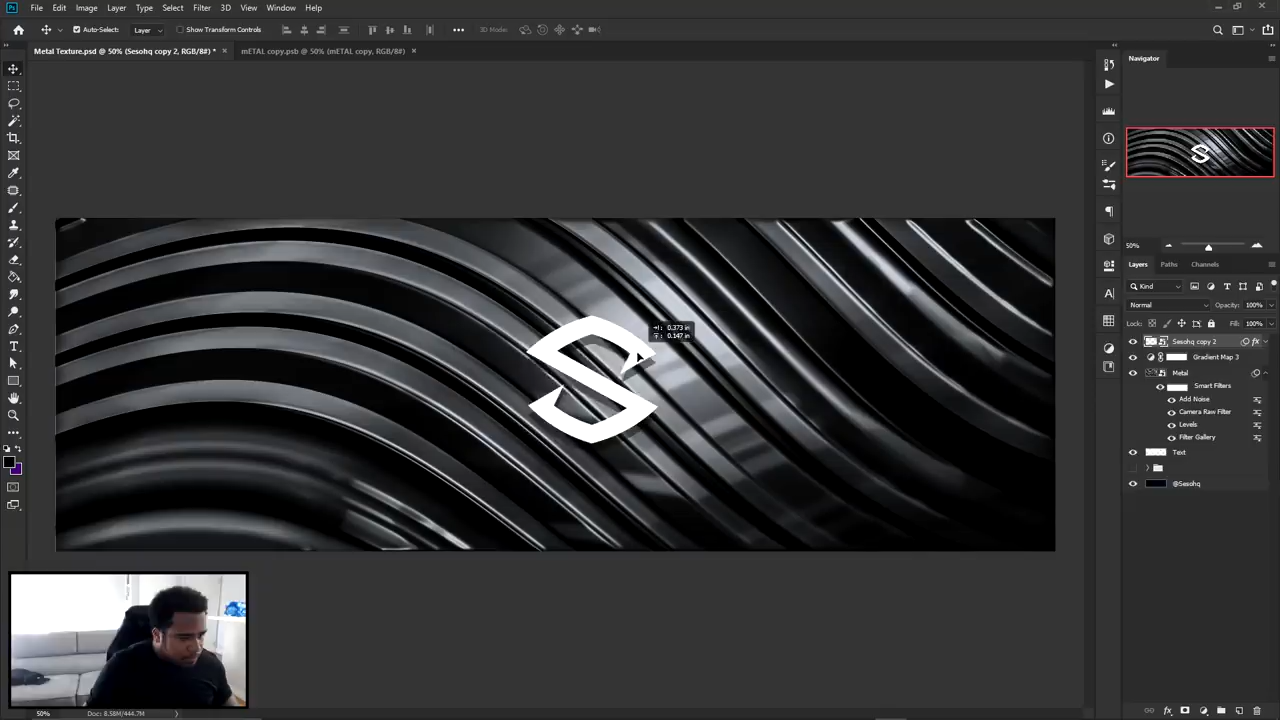 Ps File Edit Image Layer Type Select Filter 3D View Window Help
Auto-Select: Layer Show Transform Controls 3D Mode:
Metal Texture.psd @ 50% (Sesohq copy 2, RGB/8#) * × mETAL copy.psb @ 50% (mETAL copy, RGB/8#) ×
Navigator
S
50%
Layers Paths Channels
Kind
Normal Opacity: 100%
Lock: Fill: 100%
Sesohq copy 2
Gradient Map 3
Metal
Smart Filters
Add Noise
Camera Raw Filter
Levels
Filter Gallery
Text
@Sesohq
S
H: 0.373 in
0.147 in
50% Doc: 8.58M/444.7M